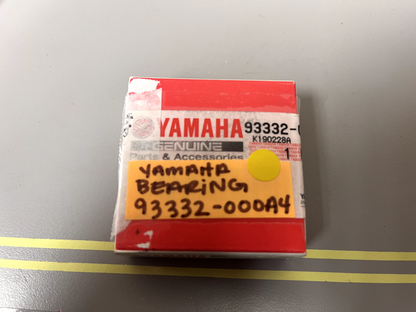 YAMAHA 93332-0
K190228A
GENUINE
1
Parts & Accessories
YAMAHA
BEARING
93332-000A4